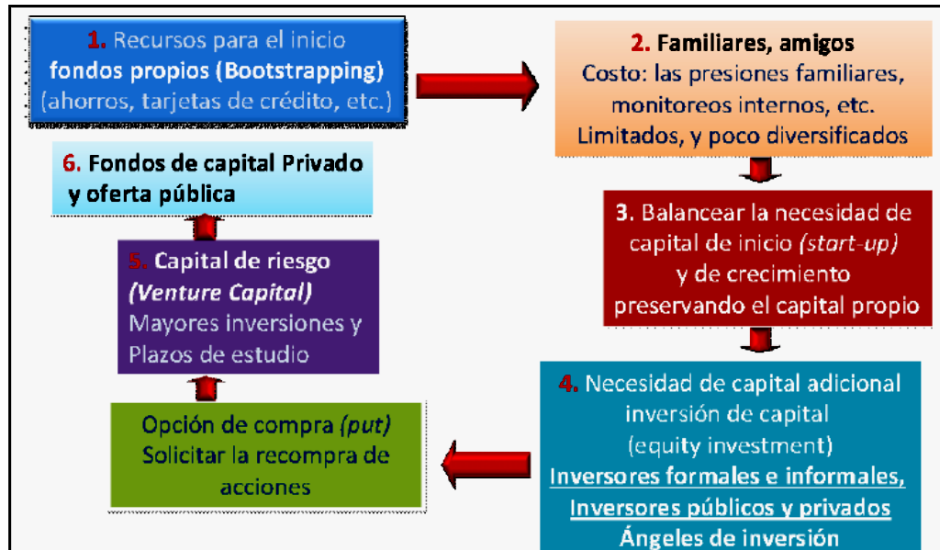 1. Recursos para el inicio
fondos propios (Bootstrapping)
(ahorros, tarjetas de crédito, etc.)
2. Familiares, amigos
Costo: las presiones familiares,
monitoreos internos, etc.
Limitados, y poco diversificados
3. Balancear la necesidad de
capital de inicio (start-up)
y de crecimiento
preservando el capital propio
4. Necesidad de capital adicional
inversión de capital
(equity investment)
Inversores formales e informales,
Inversores públicos y privados
Ángeles de inversión
Opción de compra (put)
Solicitar la recompra de
acciones
5. Capital de riesgo
(Venture Capital)
Mayores inversiones y
Plazos de estudio
6. Fondos de capital Privado
y oferta pública